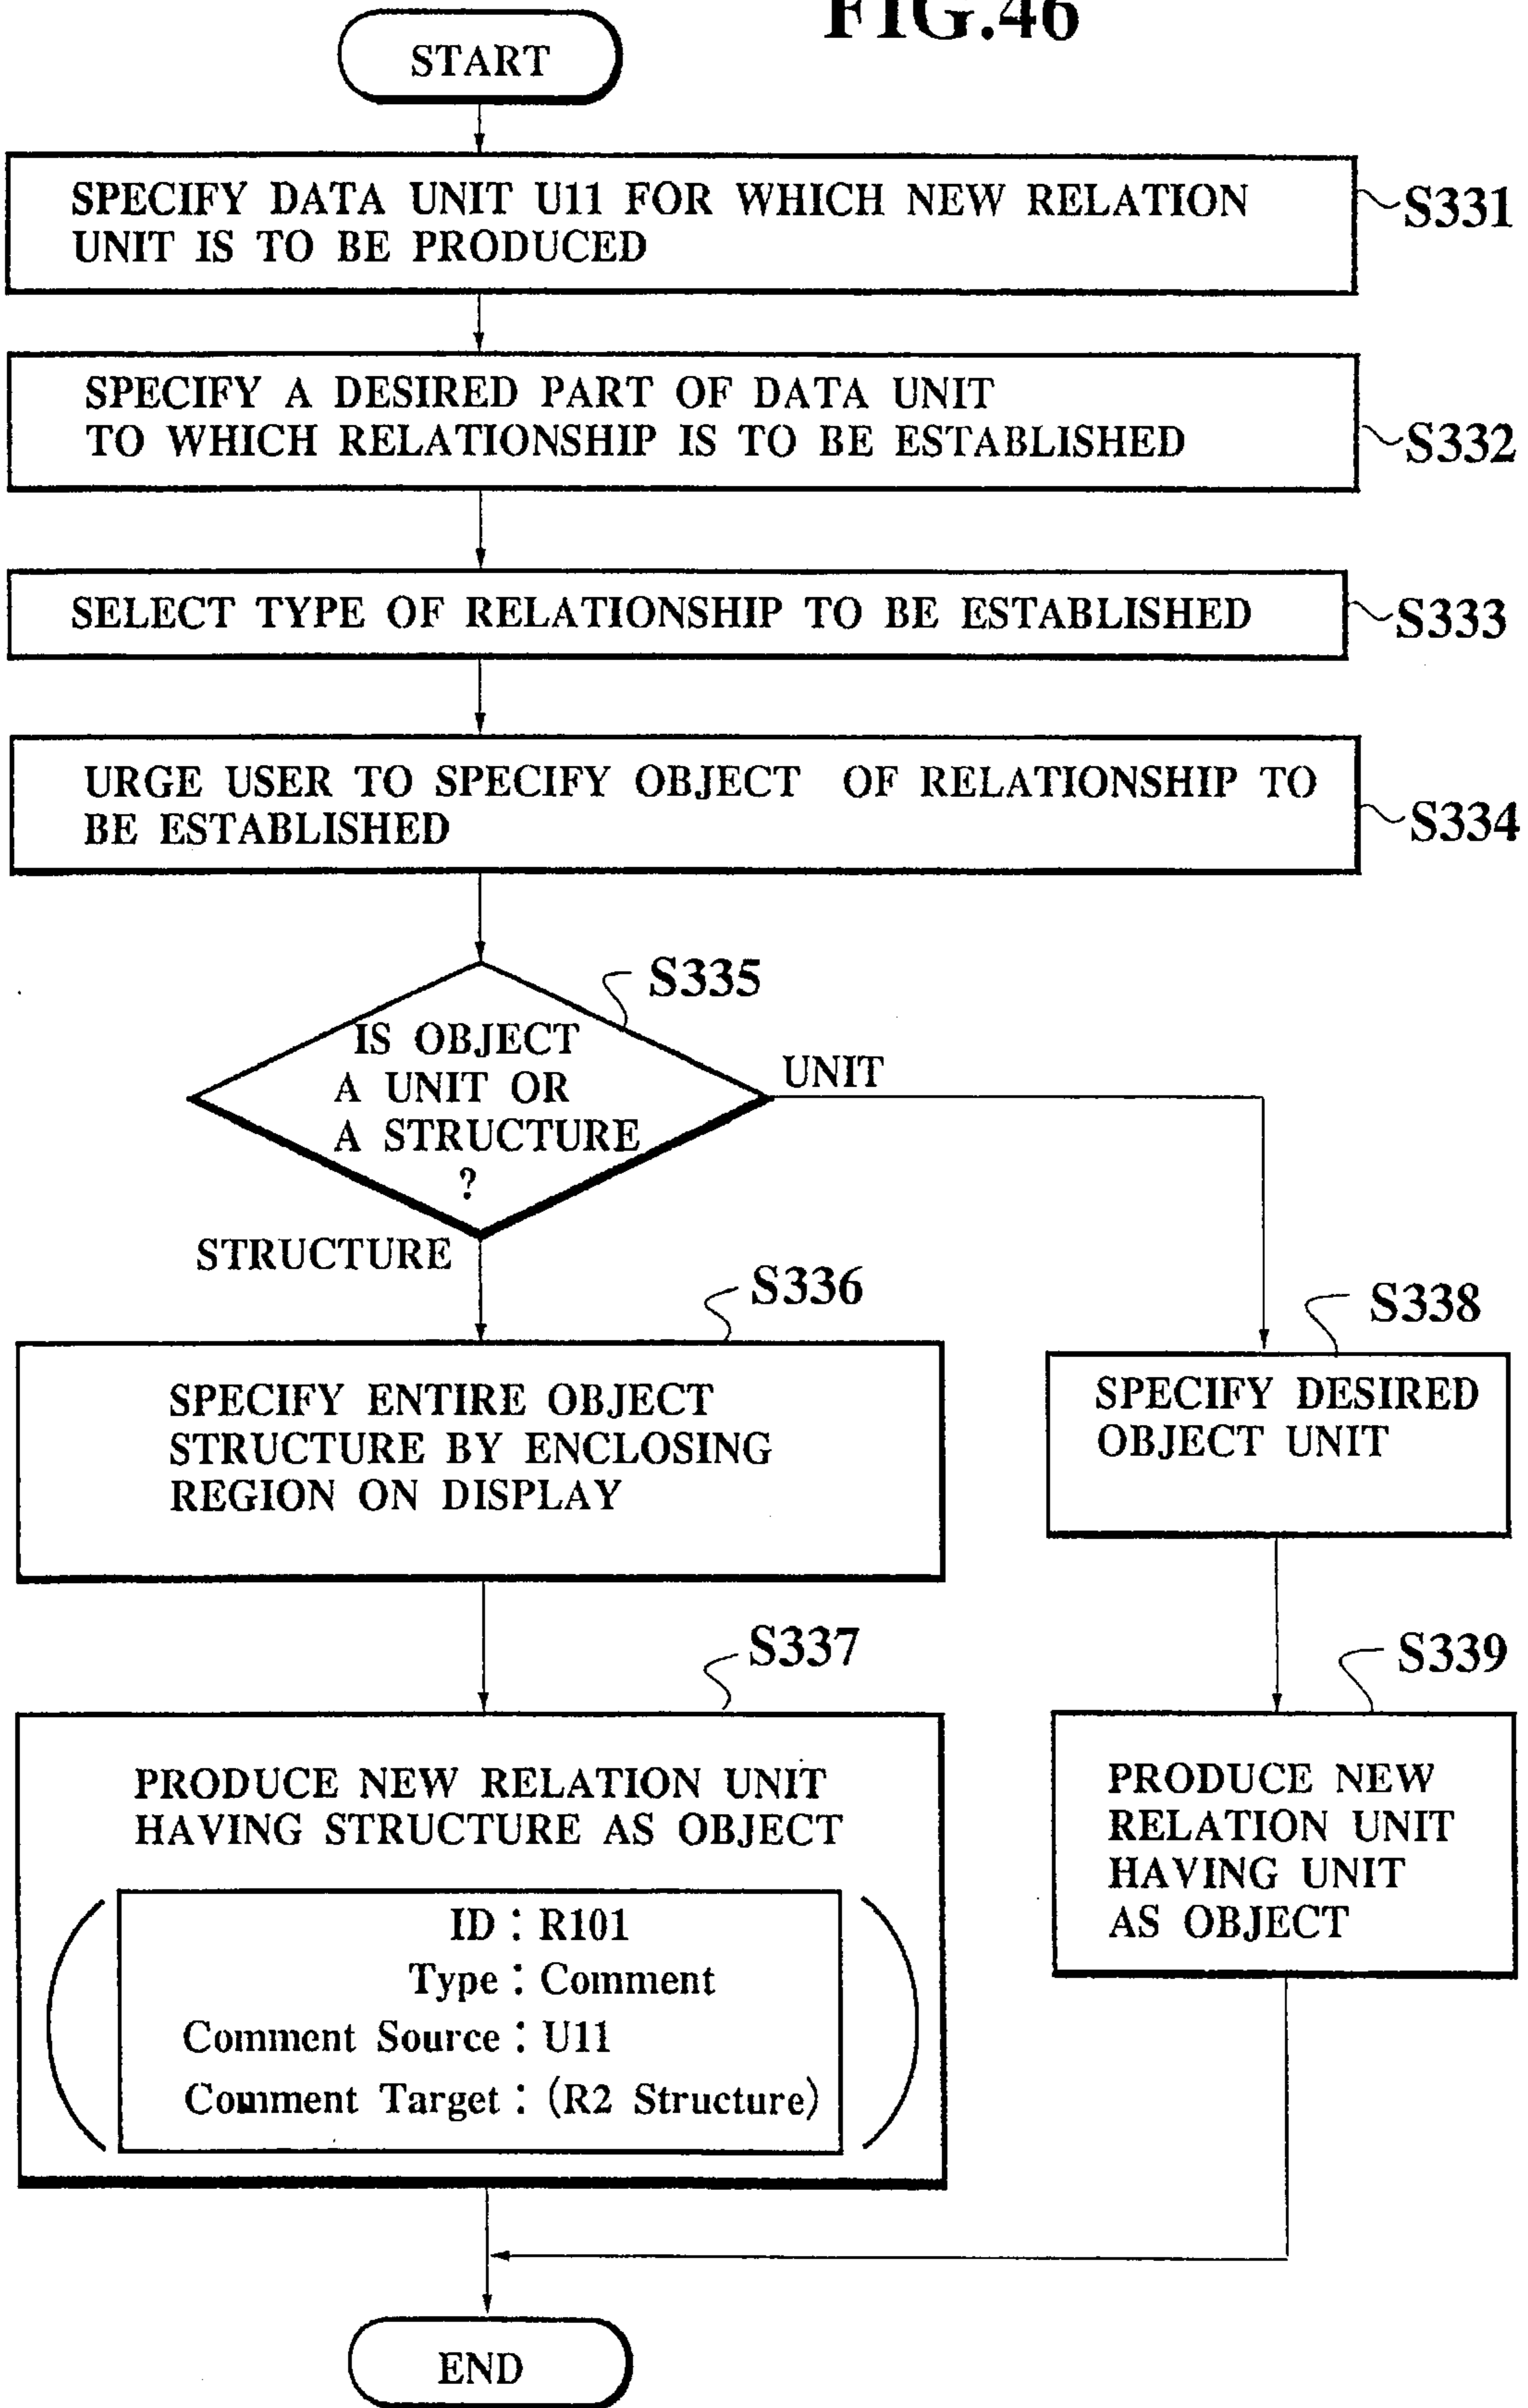 FIG.46
START
SPECIFY DATA UNIT U11 FOR WHICH NEW RELATION
UNIT IS TO BE PRODUCED
S331
SPECIFY A DESIRED PART OF DATA UNIT
TO WHICH RELATIONSHIP IS TO BE ESTABLISHED
S332
SELECT TYPE OF RELATIONSHIP TO BE ESTABLISHED
S333
URGE USER TO SPECIFY OBJECT OF RELATIONSHIP TO
BE ESTABLISHED
S334
S335
IS OBJECT
A UNIT OR
A STRUCTURE
?
UNIT
STRUCTURE
S336
SPECIFY ENTIRE OBJECT
STRUCTURE BY ENCLOSING
REGION ON DISPLAY
S338
SPECIFY DESIRED
OBJECT UNIT
S337
PRODUCE NEW RELATION UNIT
HAVING STRUCTURE AS OBJECT
ID : R101
Type : Comment
Comment Source : U11
Comment Target : (R2 Structure)
S339
PRODUCE NEW
RELATION UNIT
HAVING UNIT
AS OBJECT
END